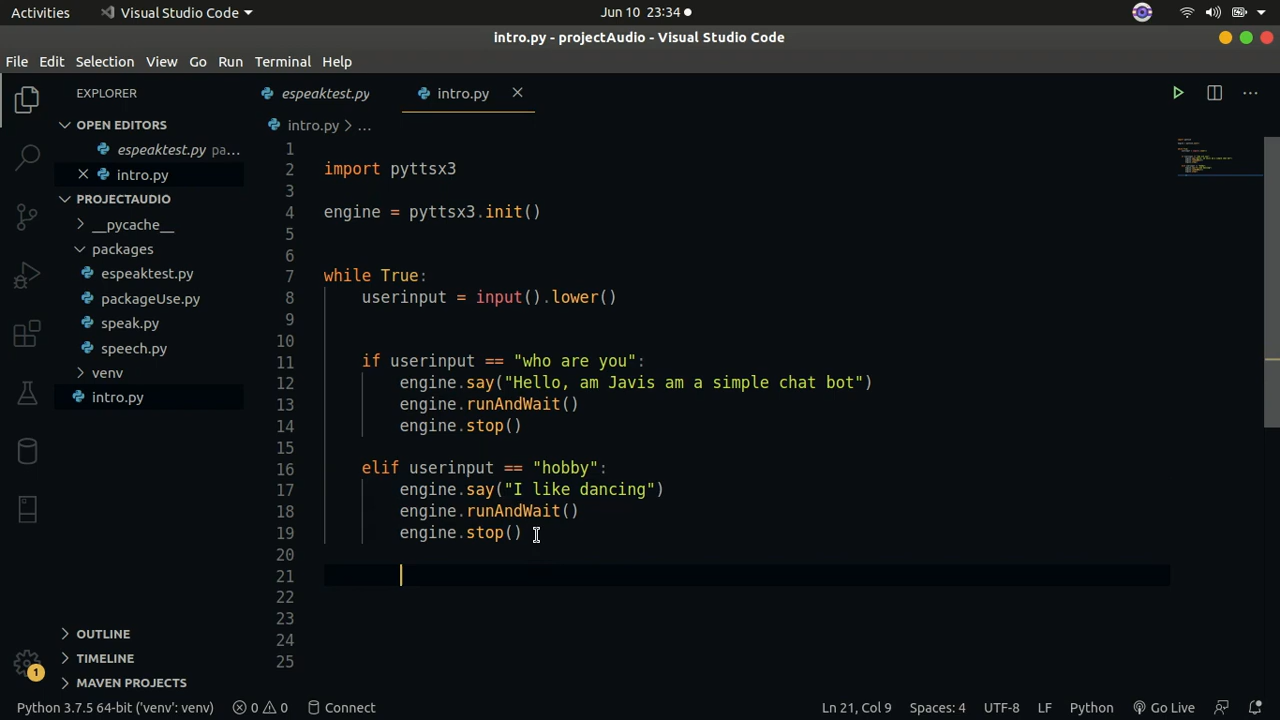 Activities
Visual Studio Code
Jun 10 23:34
intro.py - projectAudio - Visual Studio Code
File Edit Selection View Go Run Terminal Help
EXPLORER
OPEN EDITORS
espeaktest.py pa...
intro.py
PROJECTAUDIO
__pycache__
packages
espeaktest.py
packageUse.py
speak.py
speech.py
venv
intro.py
OUTLINE
TIMELINE
MAVEN PROJECTS
1
espeaktest.py
intro.py
intro.py > ...
1
2 import pyttsx3
3
4 engine = pyttsx3.init()
5
6
7 while True:
8 userinput = input().lower()
9
10
11 if userinput == "who are you":
12 engine.say("Hello, am Javis am a simple chat bot")
13 engine.runAndWait()
14 engine.stop()
15
16 elif userinput == "hobby":
17 engine.say("I like dancing")
18 engine.runAndWait()
19 engine.stop()
20
21
22
23
24
25
Python 3.7.5 64-bit ('venv': venv) 0 0 Connect Ln 21, Col 9 Spaces: 4 UTF-8 LF Python Go Live